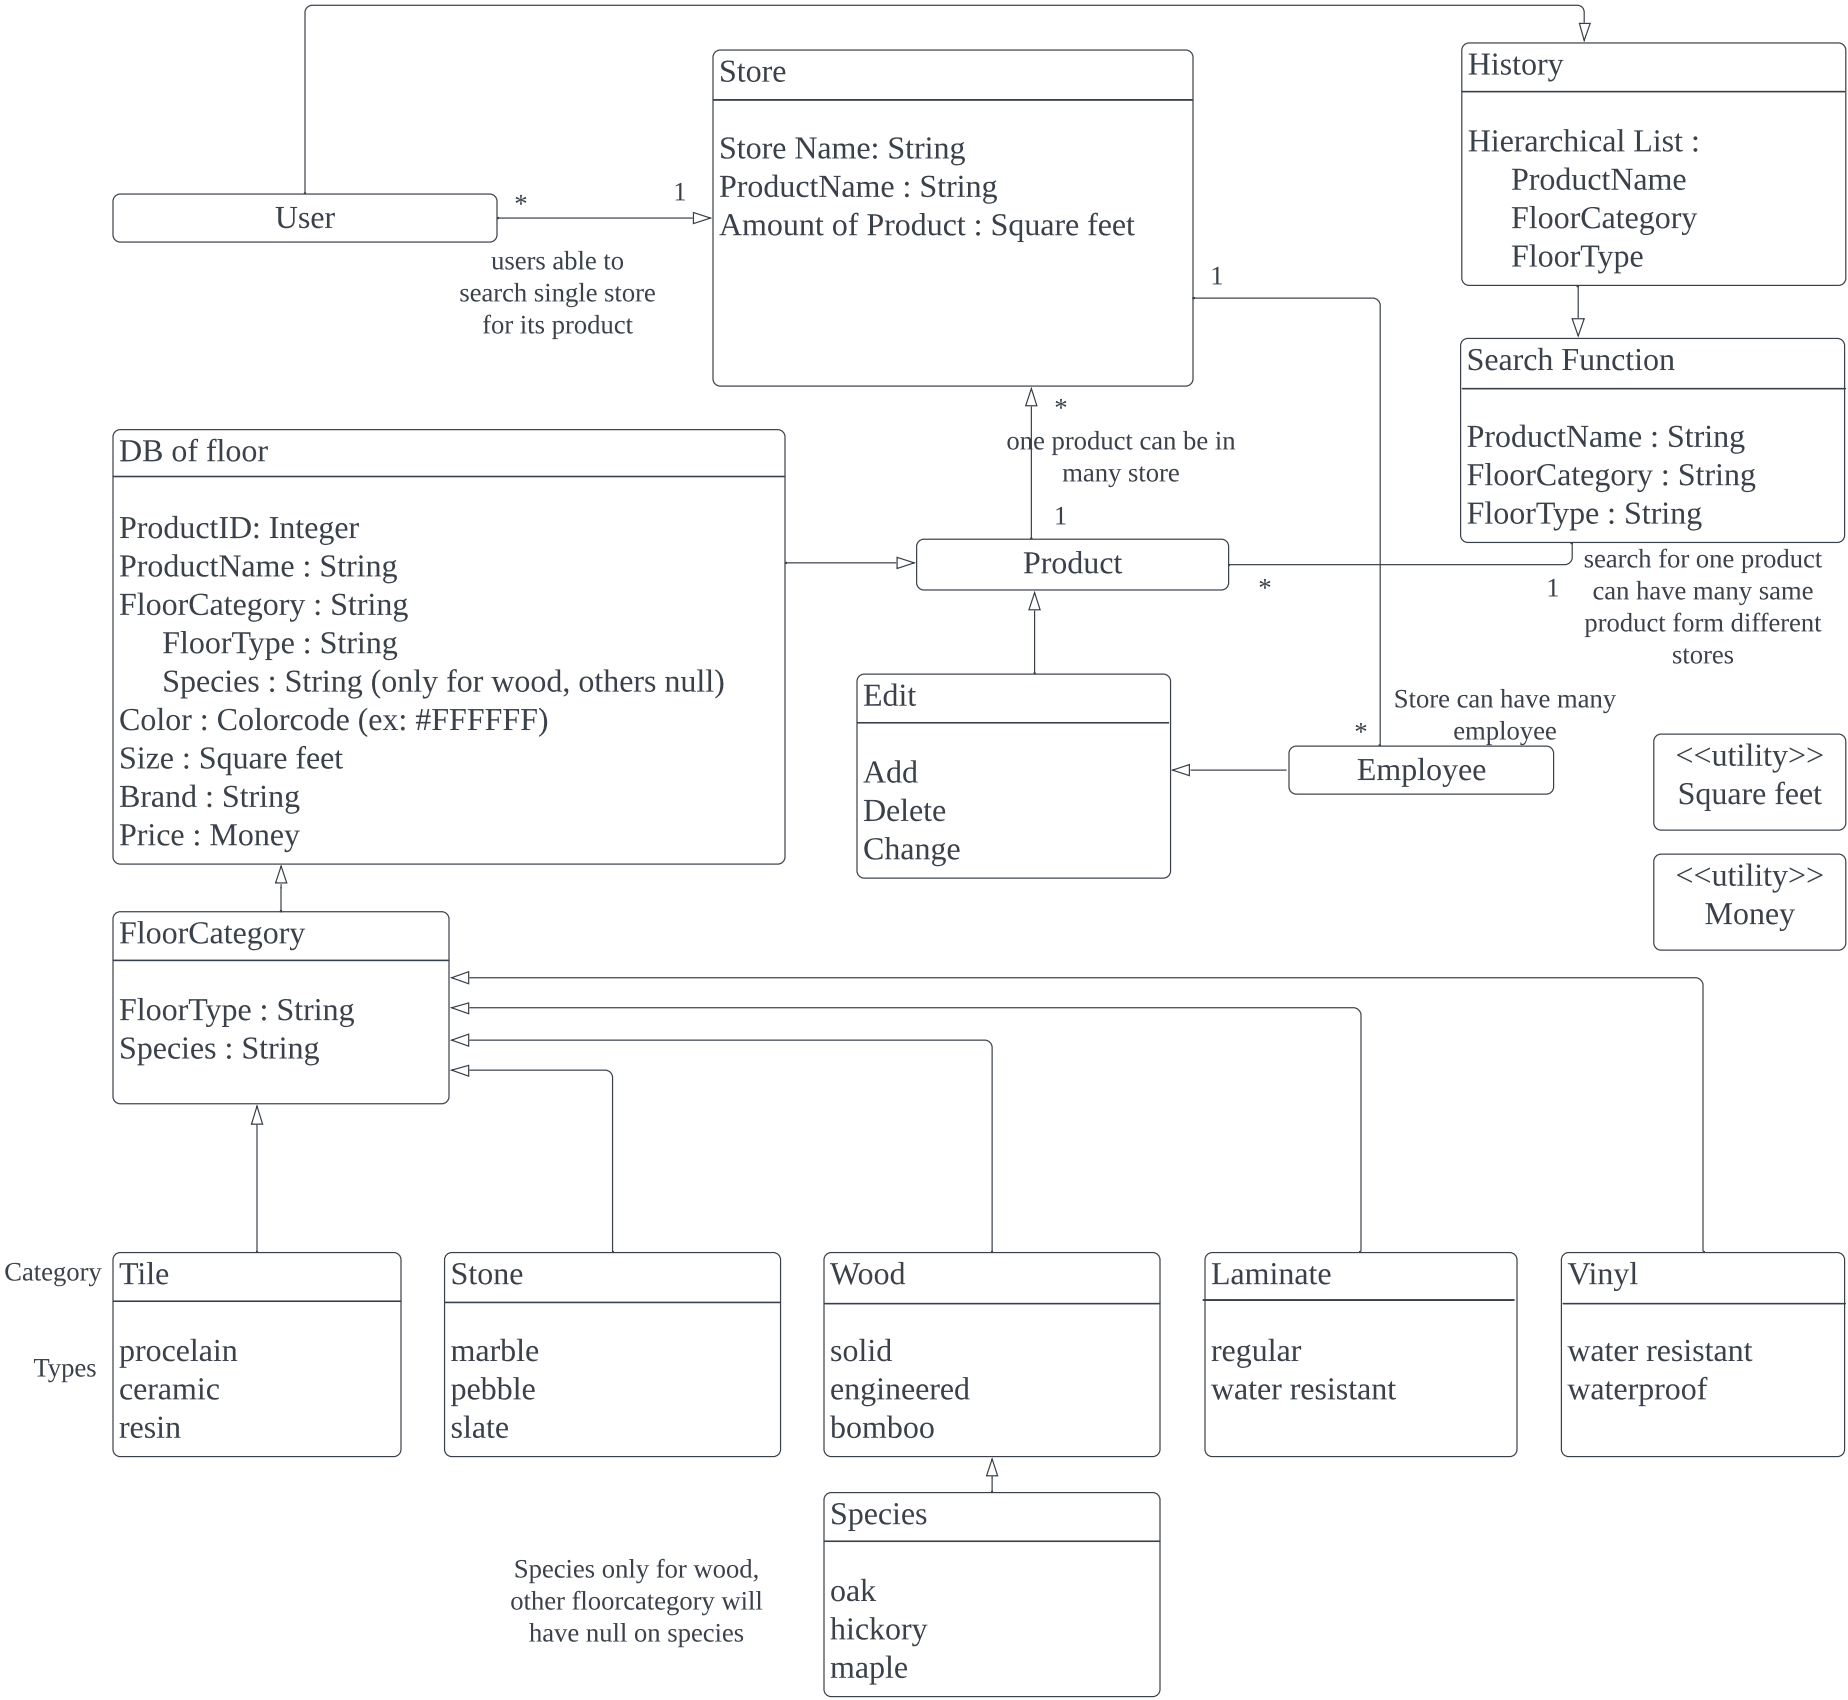 Store
Store Name: String
ProductName : String
Amount of Product : Square feet
History
Hierarchical List :
ProductName
FloorCategory
FloorType
User
*
1
users able to
search single store
for its product
1
Search Function
ProductName : String
FloorCategory : String
FloorType : String
*
one product can be in
many store
1
DB of floor
ProductID: Integer
ProductName : String
FloorCategory : String
FloorType : String
Species : String (only for wood, others null)
Color : Colorcode (ex: #FFFFFF)
Size : Square feet
Brand : String
Price : Money
Product
*
1
search for one product
can have many same
product form different
stores
Edit
Add
Delete
Change
Store can have many
employee
*
Employee
<<utility>>
Square feet
<<utility>>
Money
FloorCategory
FloorType : String
Species : String
Category
Types
Tile
procelain
ceramic
resin
Stone
marble
pebble
slate
Wood
solid
engineered
bomboo
Laminate
regular
water resistant
Vinyl
water resistant
waterproof
Species only for wood,
other floorcategory will
have null on species
Species
oak
hickory
maple